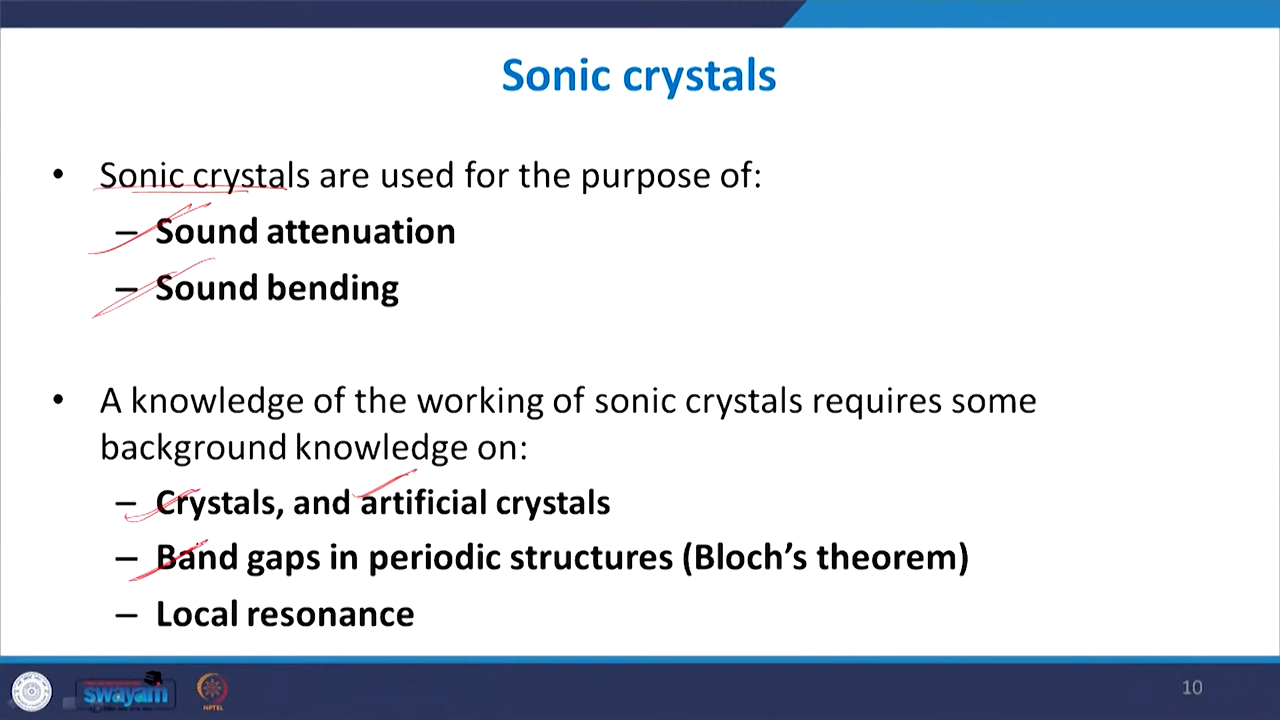 Sonic crystals
• Sonic crystals are used for the purpose of:
– Sound attenuation
– Sound bending
• A knowledge of the working of sonic crystals requires some
background knowledge on:
– Crystals, and artificial crystals
– Band gaps in periodic structures (Bloch's theorem)
– Local resonance
swayam
NPTEL
10